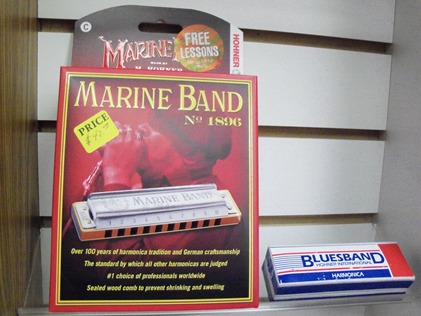 C
MARINE
FREE
LESSONS
HOHNER
MARINE BAND
Nº 1896
PRICE
MARINE BAND
Over 100 years of harmonica tradition and German craftsmanship
The standard by which all other harmonicas are judged
#1 choice of professionals worldwide
Sealed wood comb to prevent shrinking and swelling
BLUESBAND
HOHNER INTERNATIONAL
HARMONICA